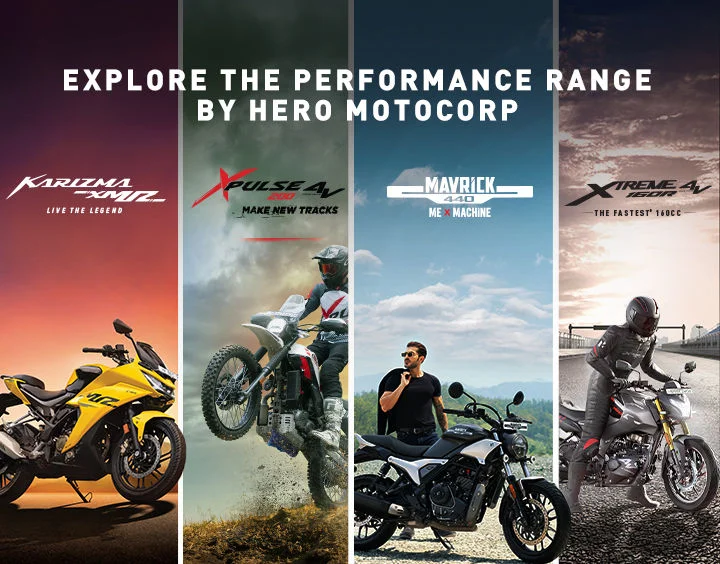 EXPLORE THE PERFORMANCE RANGE
BY HERO MOTOCORP
KARIZMA
XMR
LIVE THE LEGEND
XPULSE 4V
200
MAKE NEW TRACKS
MAVRICK
440
ME X MACHINE
XTREME 4V
160R
THE FASTEST* 160CC